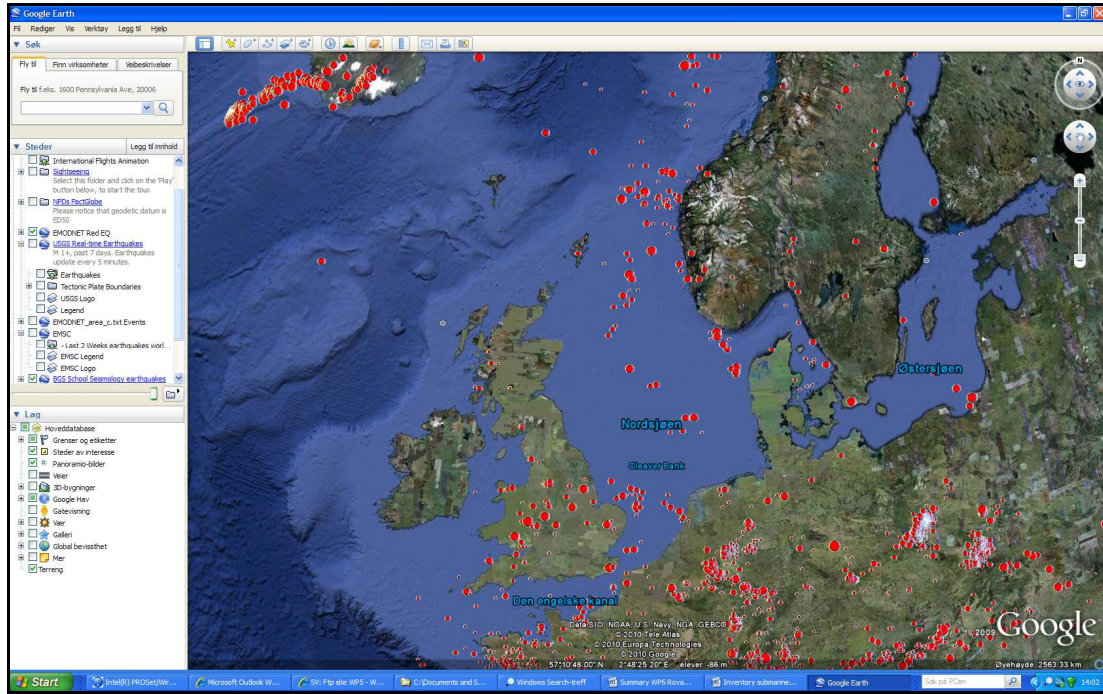 Google Earth
Fil Rediger Vis Verktøy Legg til Hjelp
Søk
Fly til
Finn virksomheter
Veibeskrivelser
Fly til f.eks. 1600 Pennsylvania Ave, 20006
Steder
Legg til innhold
International Flights Animation
Sightseeing
Select this folder and click on the 'Play'
button below, to start the tour.
NPDs FactGlobe
Please notice that geodetic datum is
ED50
EMODNET Red EQ
USGS Real-time Earthquakes
M 1+, past 7 days. Earthquakes
update every 5 minutes.
Earthquakes
Tectonic Plate Boundaries
USGS Logo
Legend
EMODNET_area_c.txt Events
EMSC
- Last 2 Weeks earthquakes worl...
EMSC Legend
EMSC Logo
BGS School Seismology earthquakes
Lag
Hoveddatabase
Grenser og etiketter
Steder av interesse
Panoramio-bilder
Veier
3D-bygninger
Google Hav
Gatevisning
Vær
Galleri
Global bevissthet
Mer
Terreng
N
Østersjøen
Nordsjøen
Cleaver Bank
Den engelske kanal
Data SIO, NOAA, U.S. Navy, NGA, GEBCO
© 2010 Tele Atlas
© 2010 Europa Technologies
© 2010 Google
2009 Google
57°10'48.00" N 2°48'25.20" E elever -86 m
Øyehøyde 2563.33 km
Start
Intel(R) PROSet/Wir...
Microsoft Outlook W...
SV: Ftp site WP5 - W...
C:\Documents and S...
Windows Search-treff
Summary WP6 Rova...
Inventory submarine...
Google Earth
Søk på PCen
14:02